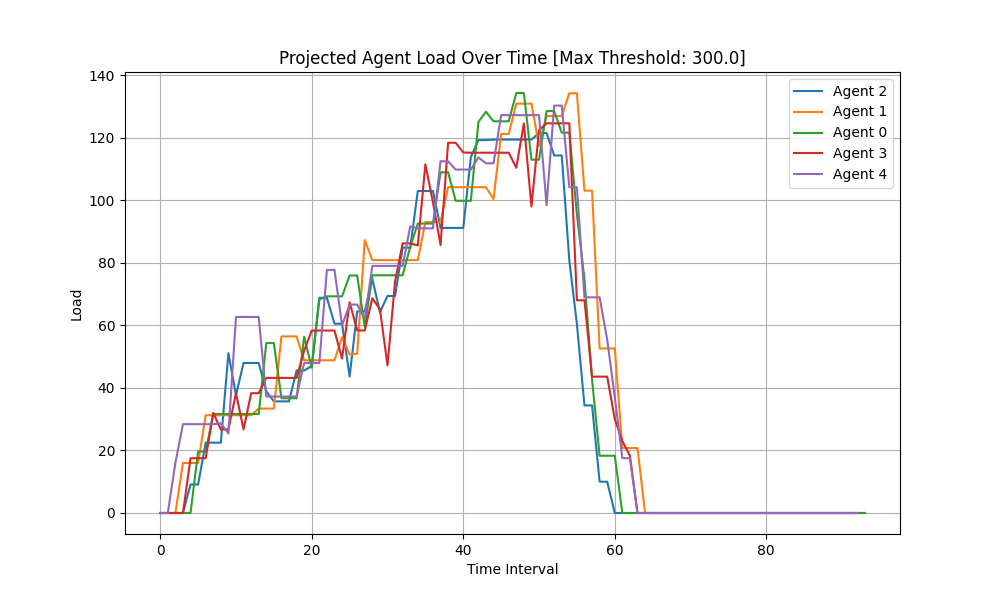 Projected Agent Load Over Time [Max Threshold: 300.0]
140
120
100
80
60
40
20
0
Load
0 20 40 60 80
Time Interval
Agent 2
Agent 1
Agent 0
Agent 3
Agent 4